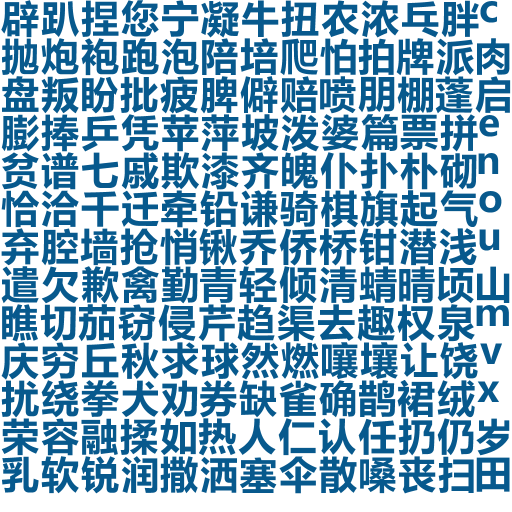 辟趴捏您宁凝牛扭农浓乓胖c
抛炮袍跑泡陪培爬怕拍牌派肉
盘叛盼批疲脾僻赔喷朋棚蓬启
膨捧乒凭苹萍坡泼婆篇票拼e
贫谱七戚欺漆齐魄仆扑朴砌n
恰洽千迁牵铅谦骑棋旗起气o
弃腔墙抢悄锹乔侨桥钳潜浅u
遣欠歉禽勤青轻倾清蜻晴顷山
瞧切茄窃侵芹趋渠去趣权泉m
庆穷丘秋求球然燃嚷壤让饶v
扰绕拳犬劝券缺雀确鹊裙绒x
荣容融揉如热人仁认任扔仍岁
乳软锐润撒洒塞伞散嗓丧扫田